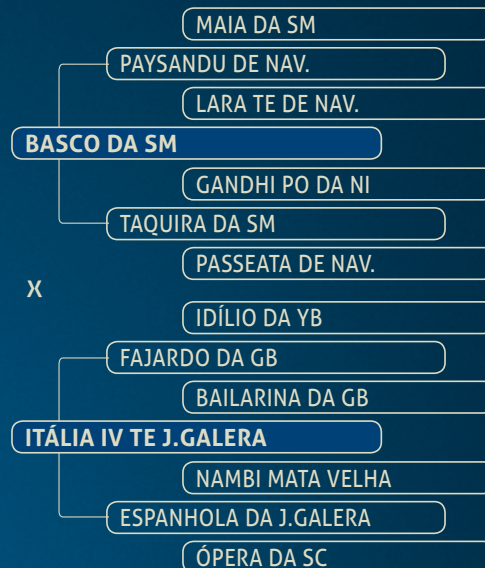 MAIA DA SM
PAYSANDU DE NAV.
LARA TE DE NAV.
BASCO DA SM
GANDHI PO DA NI
TAQUIRA DA SM
PASSEATA DE NAV.
X
IDÍLIO DA YB
FAJARDO DA GB
BAILARINA DA GB
ITÁLIA IV TE J.GALERA
NAMBI MATA VELHA
ESPANHOLA DA J.GALERA
ÓPERA DA SC